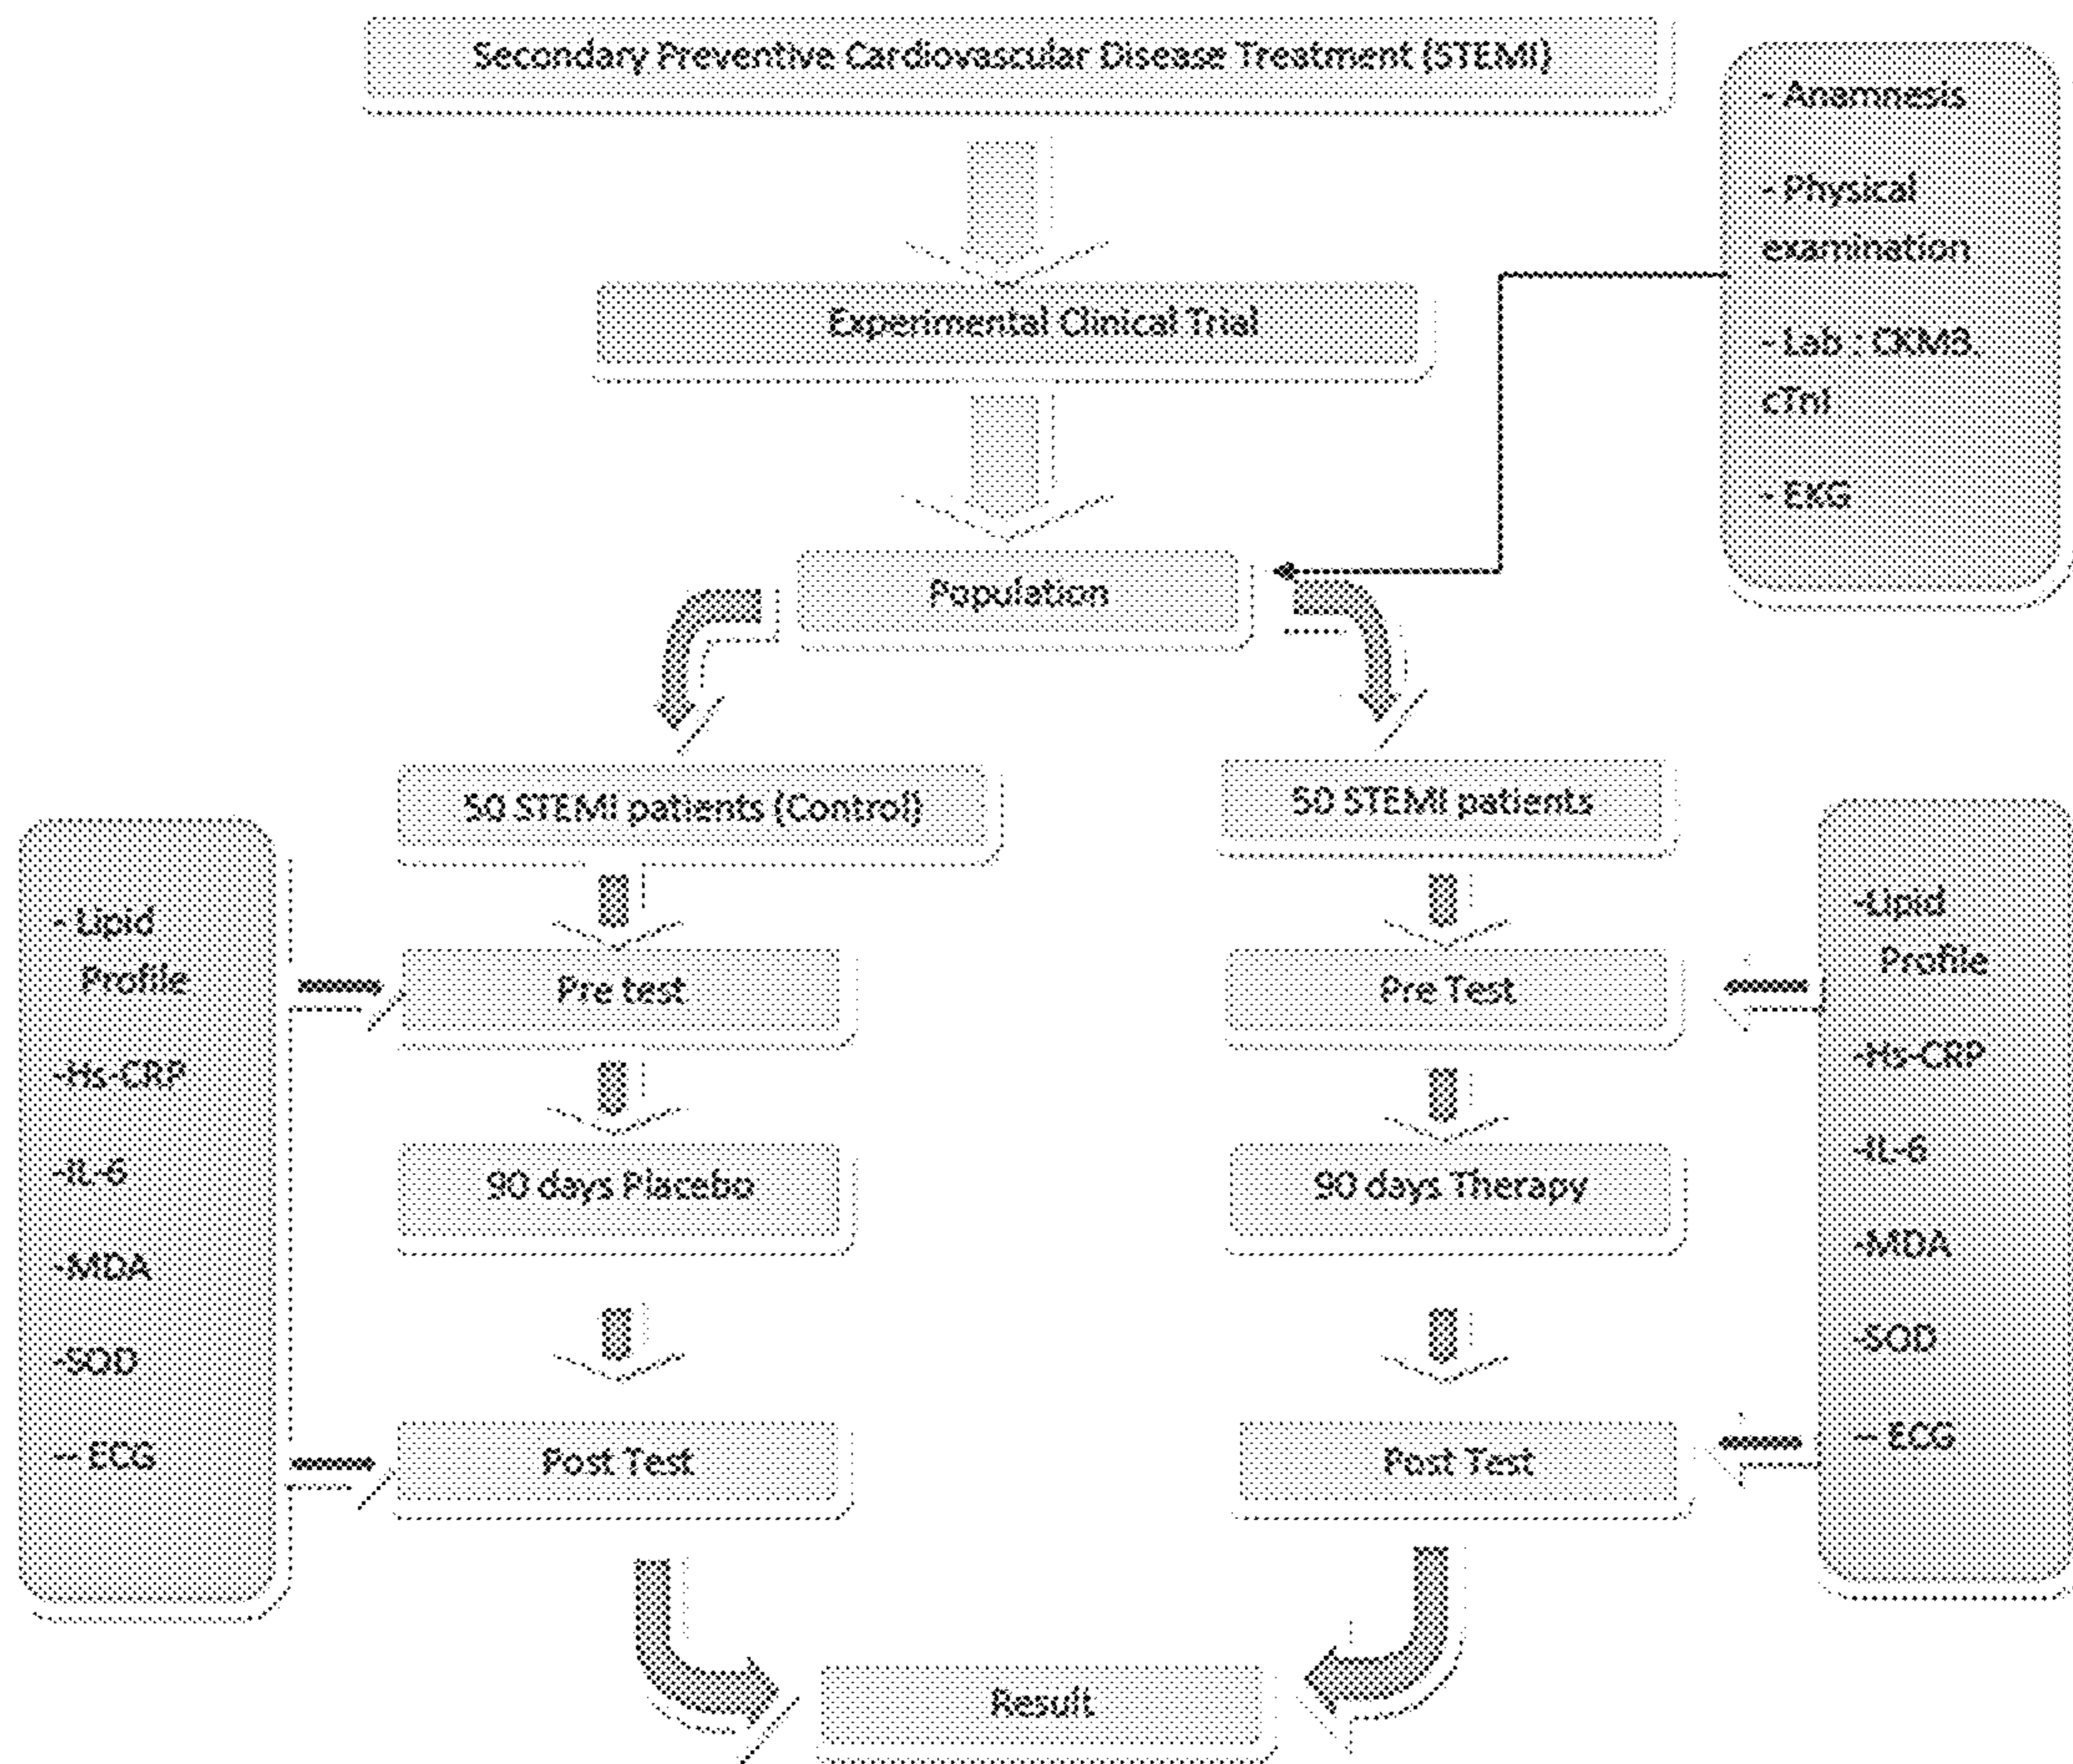 Secondary Preventive Cardiovascular Disease Treatment (STEMI)
- Anamnesis
- Physical
examination
- Lab : CKMB.
cTnI
- EKG
Experimental Clinical Trial
Population
50 STEMI patients (Control)
50 STEMI patients
- Lipid
Profile
-Hs-CRP
-IL-6
-MDA
-SOD
-- ECG
Pre test
90 days Placebo
Post Test
Pre Test
90 days Therapy
Post Test
-Lipid
Profile
-Hs-CRP
-IL-6
-MDA
-SOD
-- ECG
Result